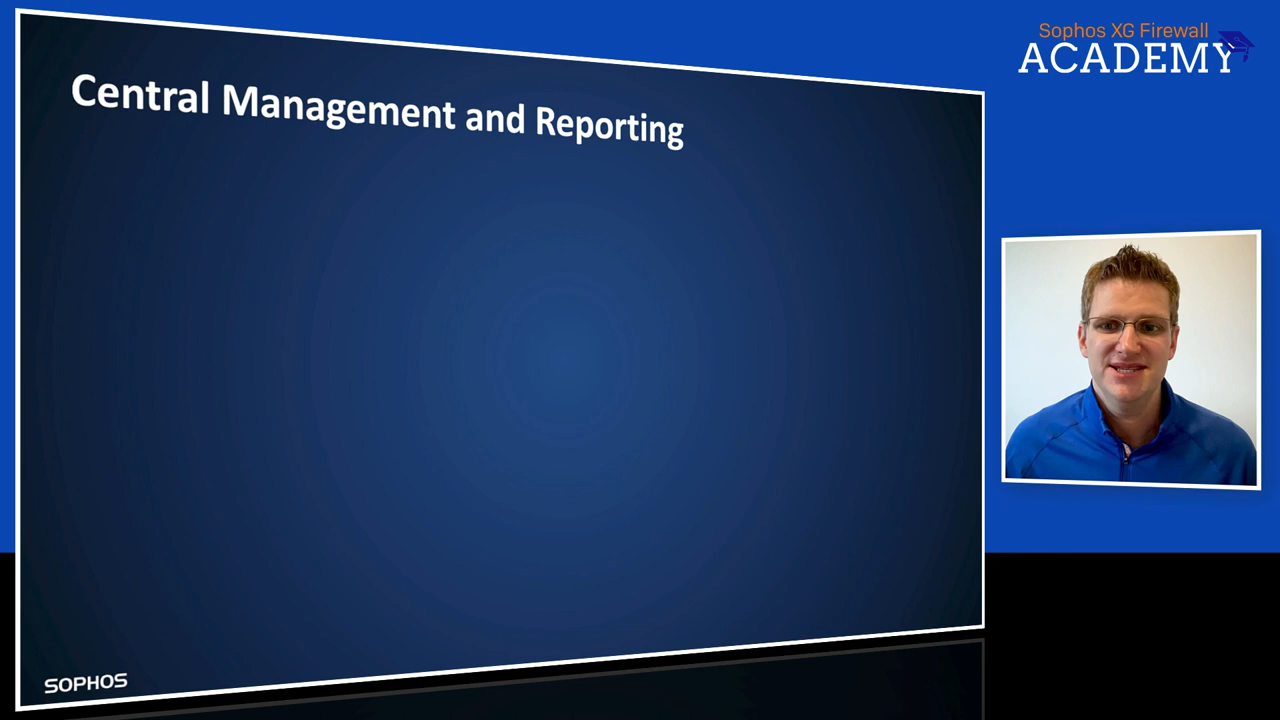 Central Management and Reporting
Sophos XG Firewall
ACADEMY
SOPHOS